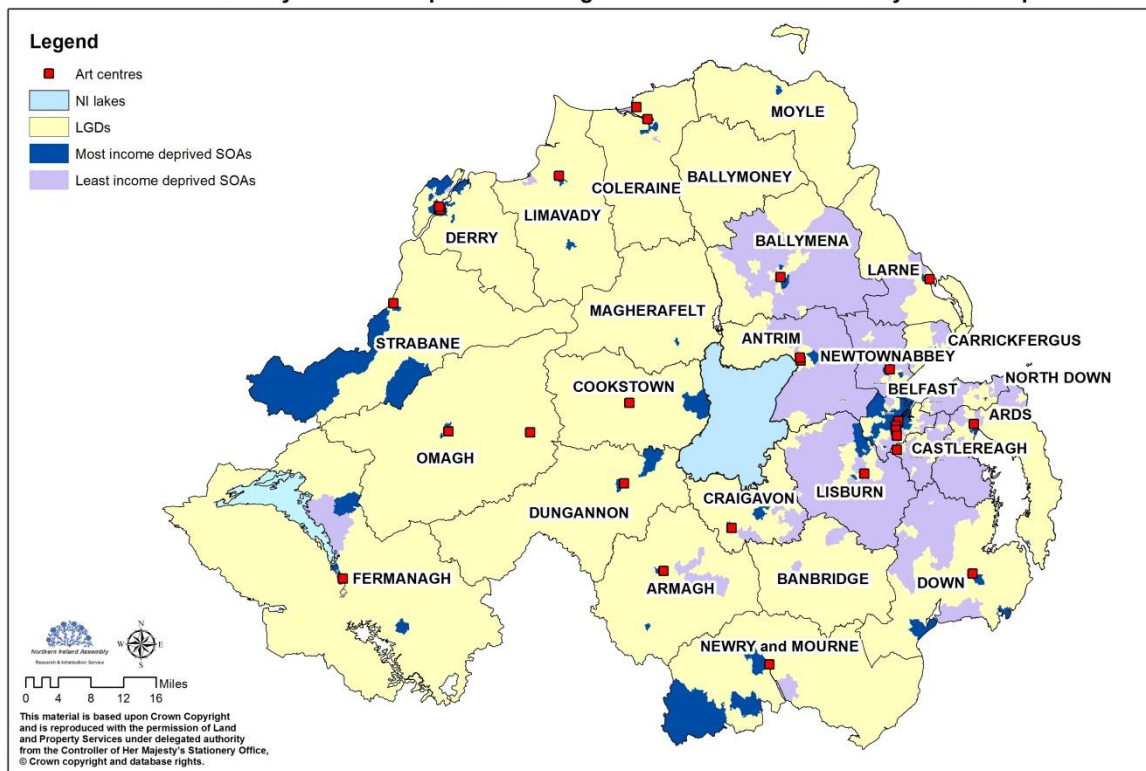 Legend
Art centres
NI lakes
LGDs
Most income deprived SOAs
Least income deprived SOAs
MOYLE
COLERAINE
BALLYMONEY
LIMAVADY
DERRY
BALLYMENA
LARNE
MAGHERAFELT
STRABANE
ANTRIM
CARRICKFERGUS
NEWTOWNABBEY
NORTH DOWN
COOKSTOWN
BELFAST
ARDS
OMAGH
CASTLEREAGH
LISBURN
CRAIGAVON
DUNGANNON
FERMANAGH
ARMAGH
BANBRIDGE
DOWN
NEWRY and MOURNE
N
W E
S
Northern Ireland Assembly
Research & Information Service
Miles
0 4 8 12 16
This material is based upon Crown Copyright
and is reproduced with the permission of Land
and Property Services under delegated authority
from the Controller of Her Majesty's Stationery Office,
© Crown copyright and database rights.